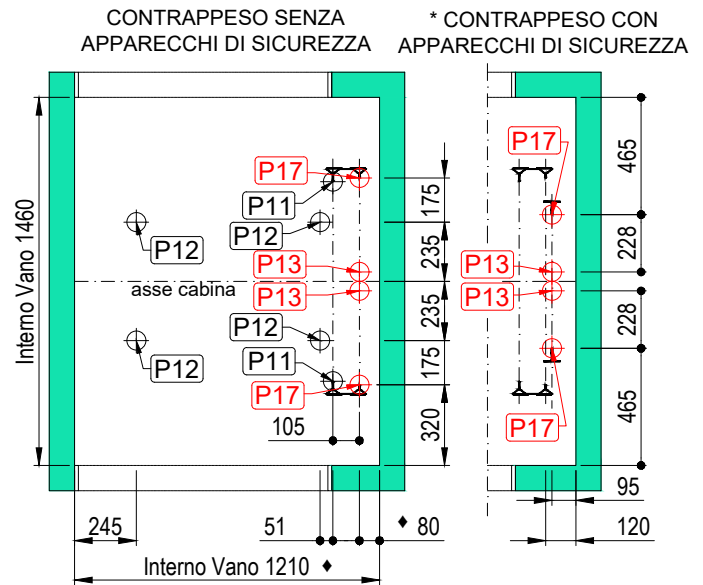 CONTRAPPESO SENZA
APPARECCHI DI SICUREZZA
* CONTRAPPESO CON
APPARECCHI DI SICUREZZA
Interno Vano 1460
P17
P11
P12
P12
P13
asse cabina
P13
P12
P12
P11
P17
105
175
235
235
175
320
245
51
♦ 80
Interno Vano 1210 ♦
P17
P13
P13
P17
465
228
228
465
95
120